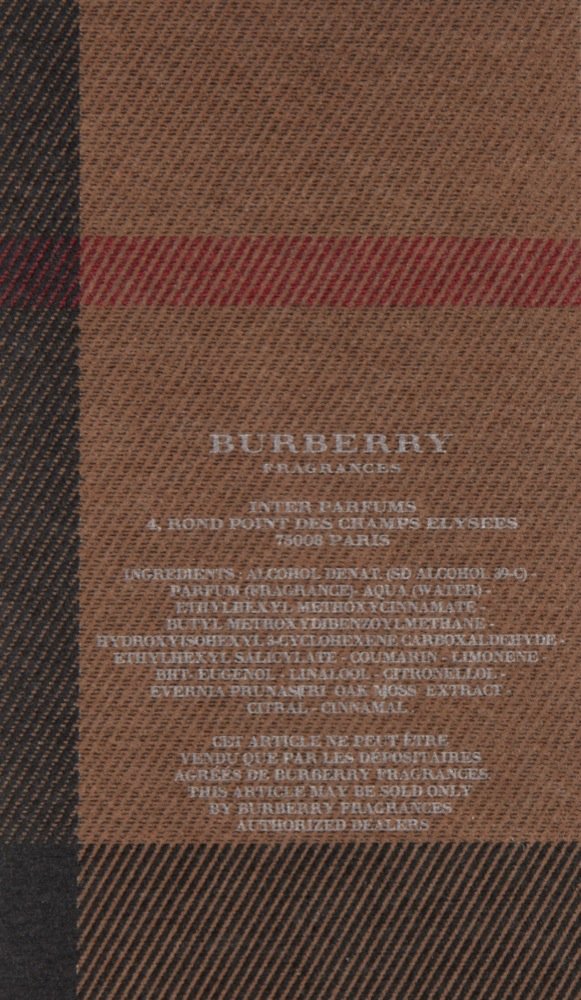 BURBERRY
FRAGRANCES
INTER PARFUMS
4, ROND POINT DES CHAMPS ELYSEES
75008 PARIS
INGREDIENTS : ALCOHOL DENAT. (SD ALCOHOL 39-C) -
PARFUM (FRAGRANCE)- AQUA (WATER) -
ETHYLHEXYL METHOXYCINNAMATE -
BUTYL METHOXYDIBENZOYLMETHANE -
HYDROXYISOHEXYL 3-CYCLOHEXENE CARBOXALDEHYDE -
ETHYLHEXYL SALICYLATE - COUMARIN - LIMONENE -
BHT- EUGENOL - LINALOOL - CITRONELLOL -
EVERNIA PRUNASTRI OAK MOSS EXTRACT -
CITRAL - CINNAMAL
CET ARTICLE NE PEUT ÊTRE
VENDU QUE PAR LES DÉPOSITAIRES
AGRÉES DE BURBERRY FRAGRANCES.
THIS ARTICLE MAY BE SOLD ONLY
BY BURBERRY FRAGRANCES
AUTHORIZED DEALERS